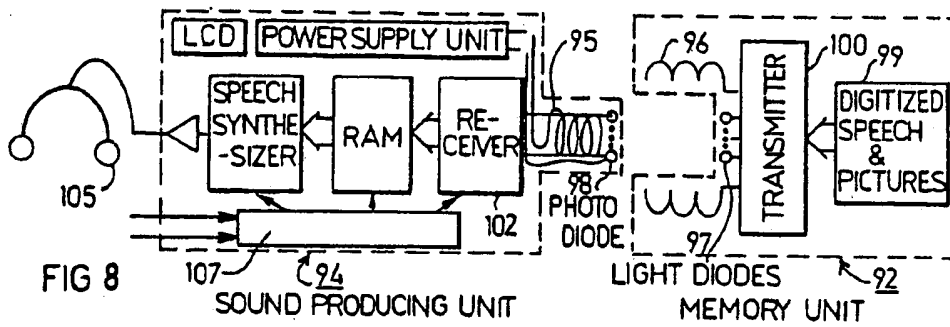 LCD
POWER SUPPLY UNIT
95
96
100
99
SPEECH
SYNTHE
-SIZER
RAM
RE-
CEIVER
TRANSMITTER
DIGITIZED
SPEECH
&
PICTURES
105
98
PHOTO
DIODE
102
97
107
94
LIGHT DIODES
92
FIG 8
SOUND PRODUCING UNIT
MEMORY UNIT